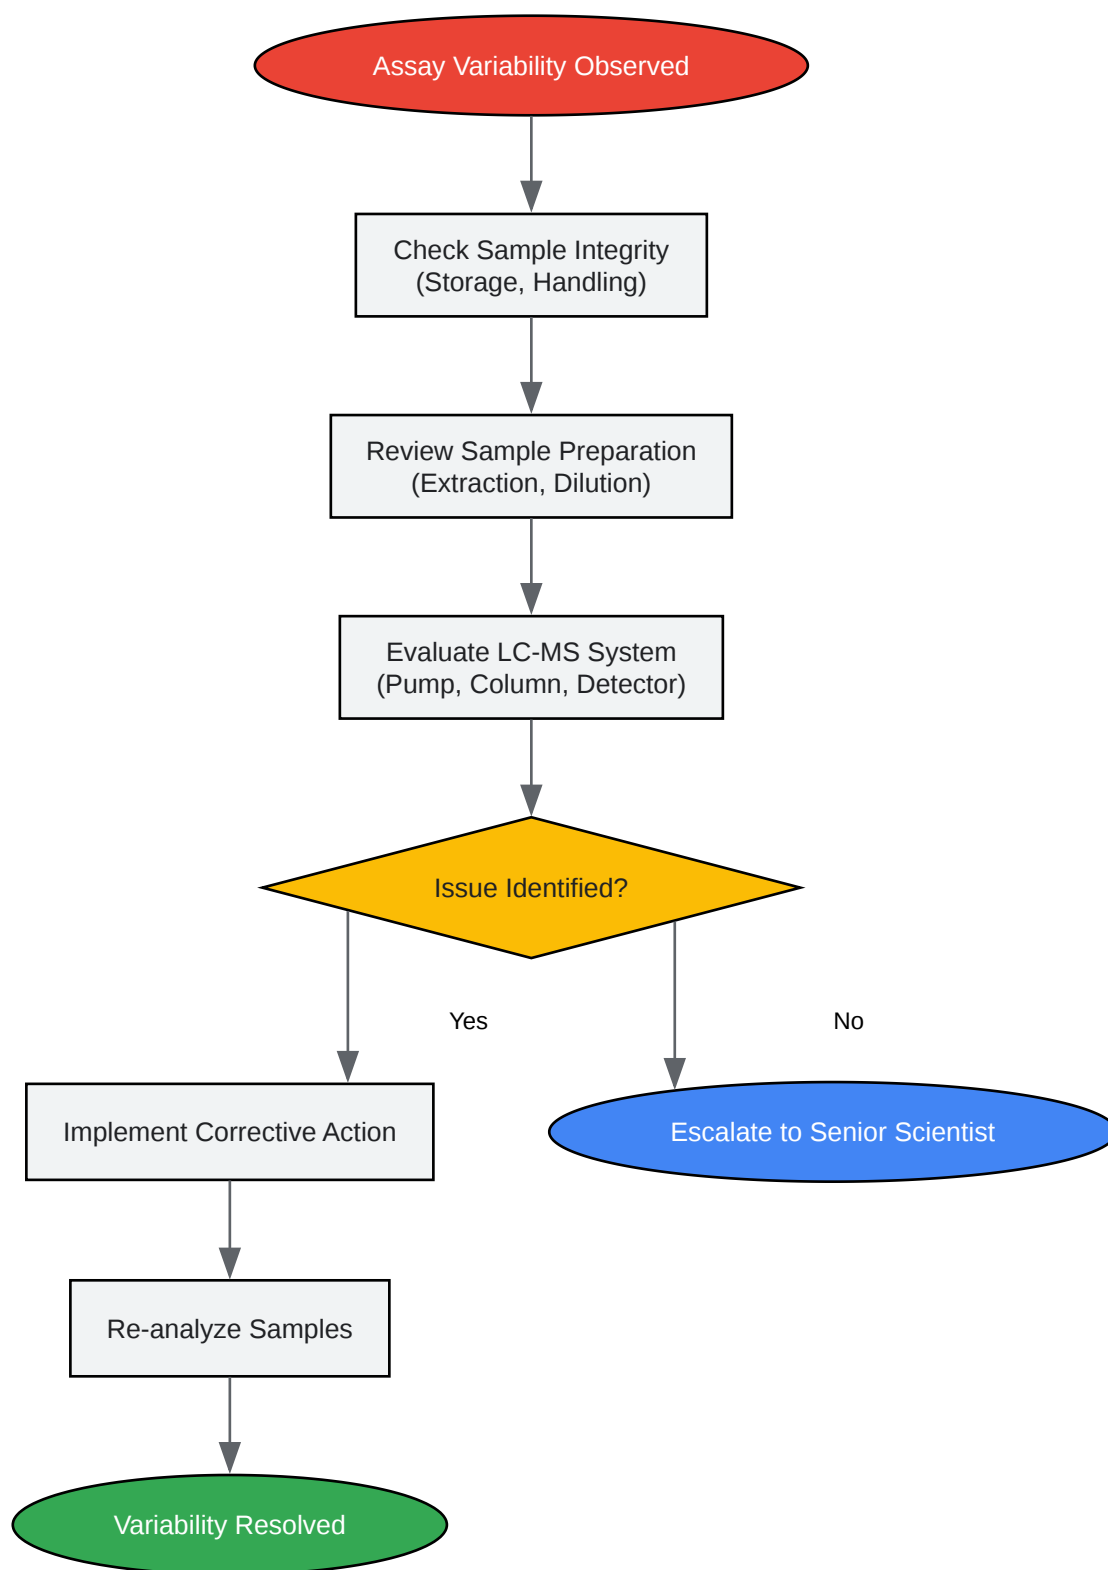 Assay Variability Observed
Check Sample Integrity
(Storage, Handling)
Review Sample Preparation
(Extraction, Dilution)
Evaluate LC-MS System
(Pump, Column, Detector)
Issue Identified?
Yes
No
Implement Corrective Action
Escalate to Senior Scientist
Re-analyze Samples
Variability Resolved